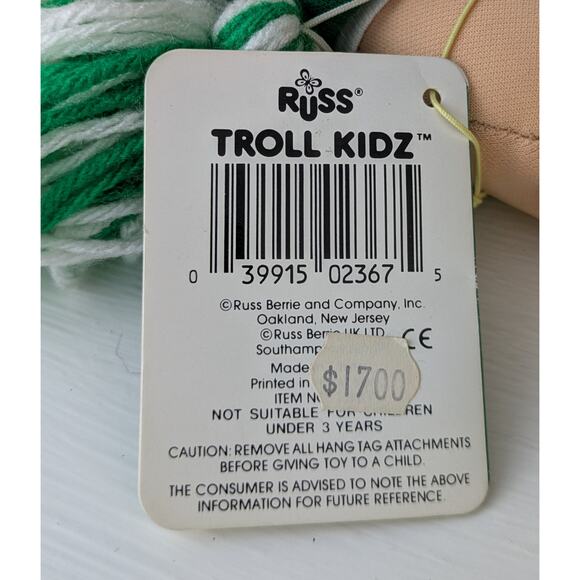 RUSS®
TROLL KIDZ™
0 39915 02367 5
©Russ Berrie and Company, Inc.
Oakland, New Jersey
©Russ Berrie UK LTD
CE
Made
Printed in
ITEM
$1700
NOT SUITABLE FOR CHILDREN
UNDER 3 YEARS
CAUTION: REMOVE ALL HANG TAG ATTACHMENTS
BEFORE GIVING TOY TO A CHILD.
THE CONSUMER IS ADVISED TO NOTE THE ABOVE
INFORMATION FOR FUTURE REFERENCE.